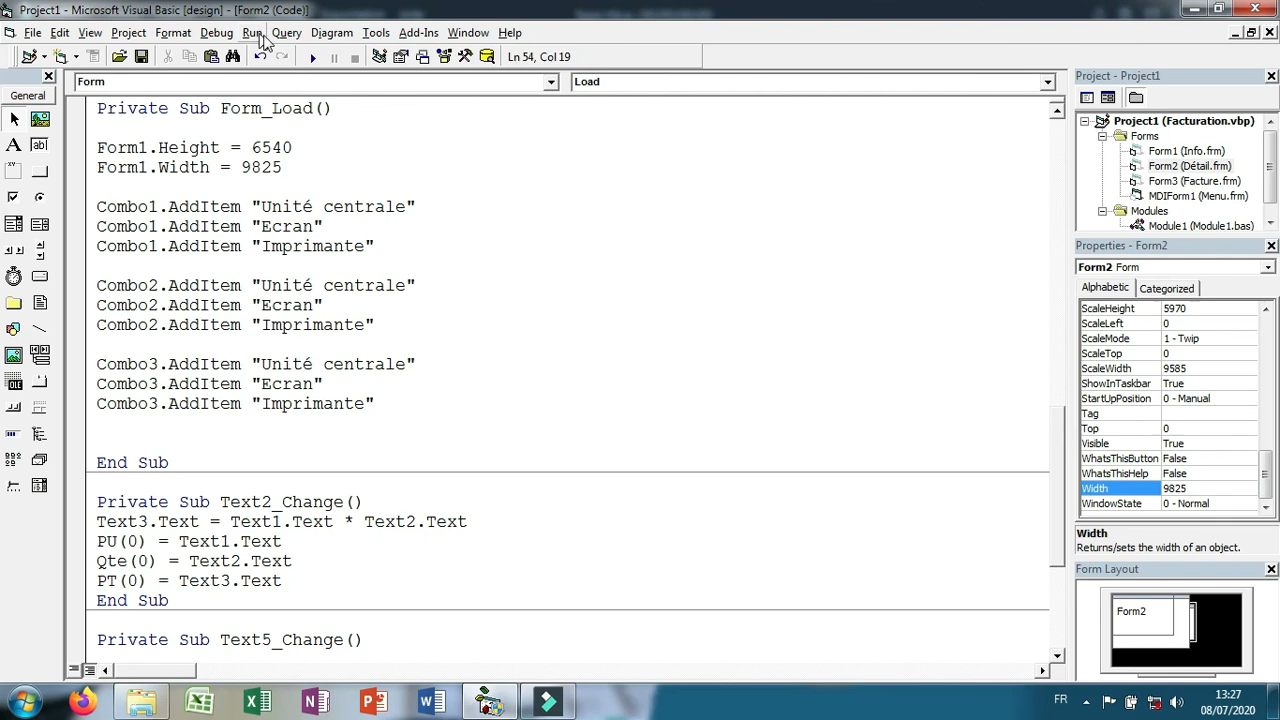 Project1 - Microsoft Visual Basic [design] - [Form2 (Code)]
File Edit View Project Format Debug Run Query Diagram Tools Add-Ins Window Help
Ln 54, Col 19
General
Form
Load
Private Sub Form_Load()
Form1.Height = 6540
Form1.Width = 9825
Combo1.AddItem "Unité centrale"
Combo1.AddItem "Ecran"
Combo1.AddItem "Imprimante"
Combo2.AddItem "Unité centrale"
Combo2.AddItem "Ecran"
Combo2.AddItem "Imprimante"
Combo3.AddItem "Unité centrale"
Combo3.AddItem "Ecran"
Combo3.AddItem "Imprimante"
End Sub
Private Sub Text2_Change()
Text3.Text = Text1.Text * Text2.Text
PU(0) = Text1.Text
Qte(0) = Text2.Text
PT(0) = Text3.Text
End Sub
Private Sub Text5_Change()
Project - Project1
Project1 (Facturation.vbp)
Forms
Form1 (Info.frm)
Form2 (Détail.frm)
Form3 (Facture.frm)
MDIForm1 (Menu.frm)
Modules
Module1 (Module1.bas)
Properties - Form2
Form2 Form
Alphabetic Categorized
ScaleHeight 5970
ScaleLeft 0
ScaleMode 1 - Twip
ScaleTop 0
ScaleWidth 9585
ShowInTaskbar True
StartUpPosition 0 - Manual
Tag
Top 0
Visible True
WhatsThisButton False
WhatsThisHelp False
Width 9825
WindowState 0 - Normal
Width
Returns/sets the width of an object.
Form Layout
Form2
FR
13:27
08/07/2020